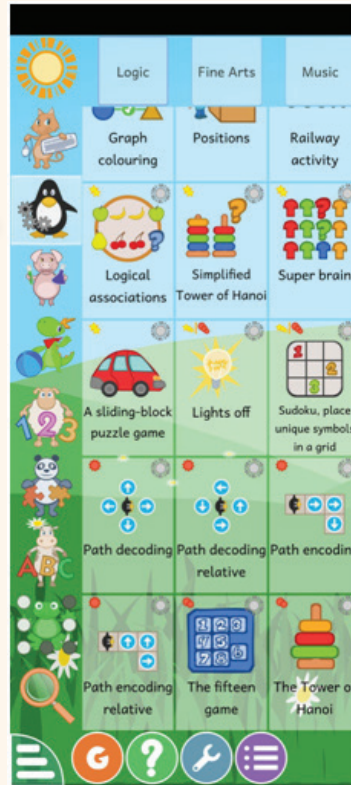 Logic Fine Arts Music
Graph Positions Railway
colouring activity
Logical Simplified Super brain
associations Tower of Hanoi
A sliding-block Lights off Sudoku, place
puzzle game unique symbols
in a grid
Path decoding Path decoding Path encodin
relative
Path encoding The fifteen The Tower o
relative game Hanoi